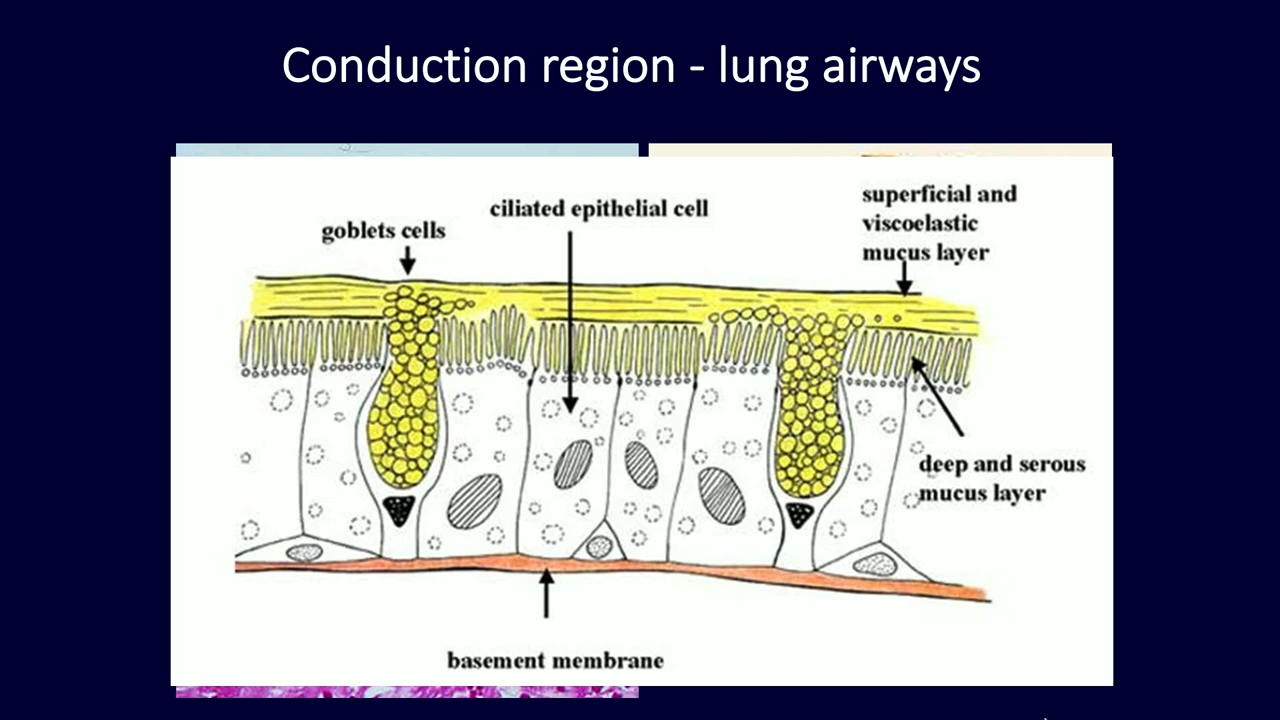 Conduction region - lung airways
superficial and
viscoelastic
mucus layer
ciliated epithelial cell
goblets cells
deep and serous
mucus layer
basement membrane